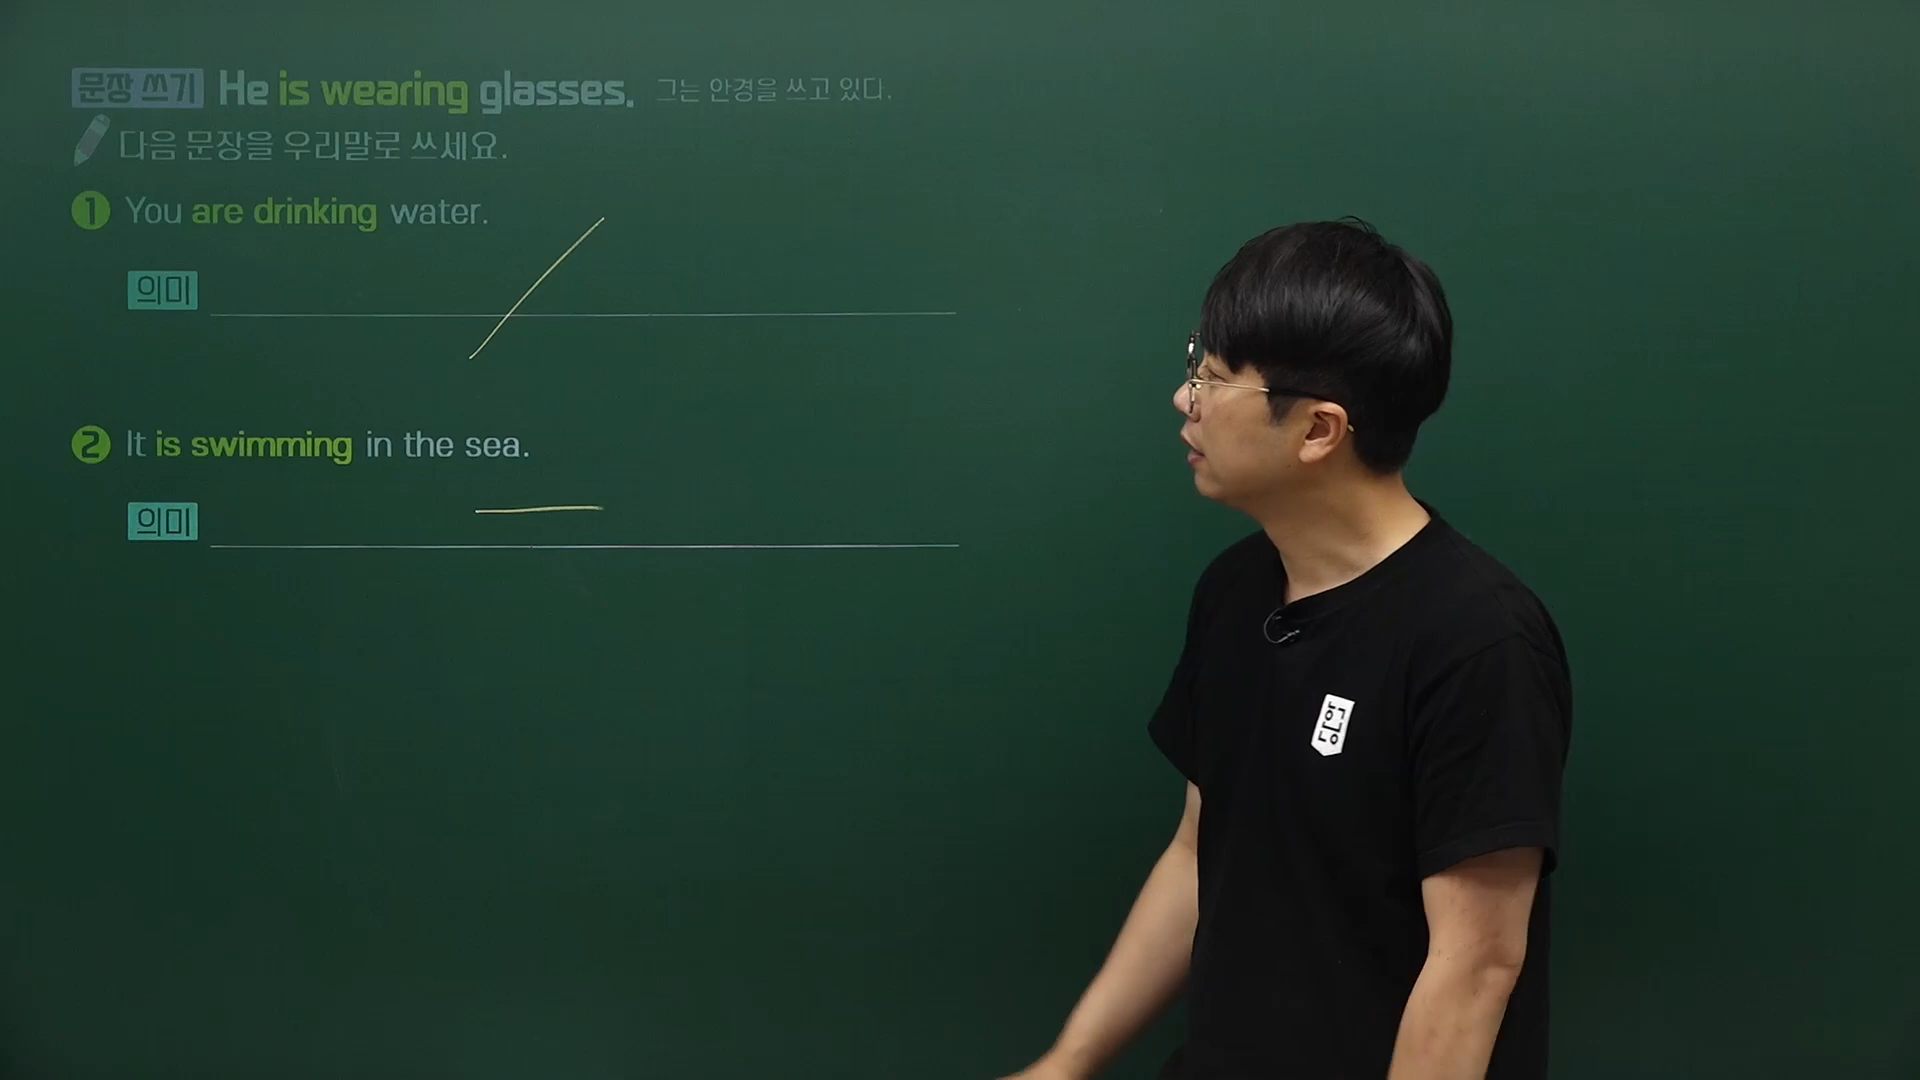 문장 쓰기 He is wearing glasses. 그는 안경을 쓰고 있다.
다음 문장을 우리말로 쓰세요.
1 You are drinking water.
의미
2 It is swimming in the sea.
의미